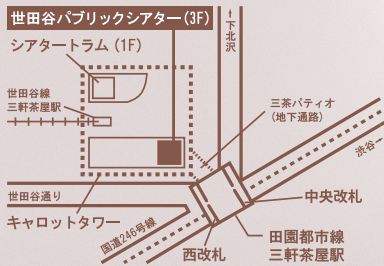 世田谷パブリックシアター(3F)
シアタートラム(1F)
↑下北沢
世田谷線
三軒茶屋駅
三茶パティオ
(地下通路)
渋谷→
世田谷通り
キャロットタワー
国道246号線
中央改札
西改札
田園都市線
三軒茶屋駅